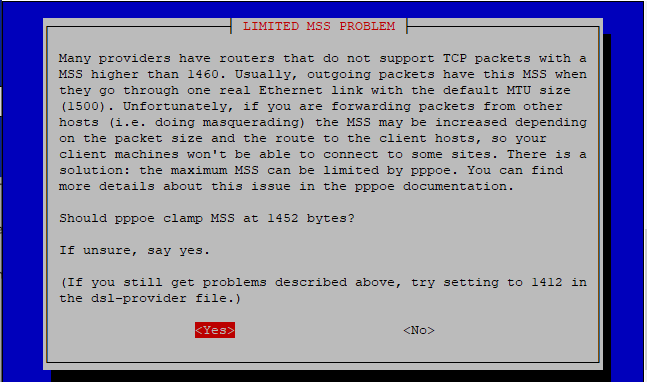 LIMITED MSS PROBLEM
Many providers have routers that do not support TCP packets with a
MSS higher than 1460. Usually, outgoing packets have this MSS when
they go through one real Ethernet link with the default MTU size
(1500). Unfortunately, if you are forwarding packets from other
hosts (i.e. doing masquerading) the MSS may be increased depending
on the packet size and the route to the client hosts, so your
client machines won't be able to connect to some sites. There is a
solution: the maximum MSS can be limited by pppoe. You can find
more details about this issue in the pppoe documentation.
Should pppoe clamp MSS at 1452 bytes?
If unsure, say yes.
(If you still get problems described above, try setting to 1412 in
the dsl-provider file.)
<Yes> <No>